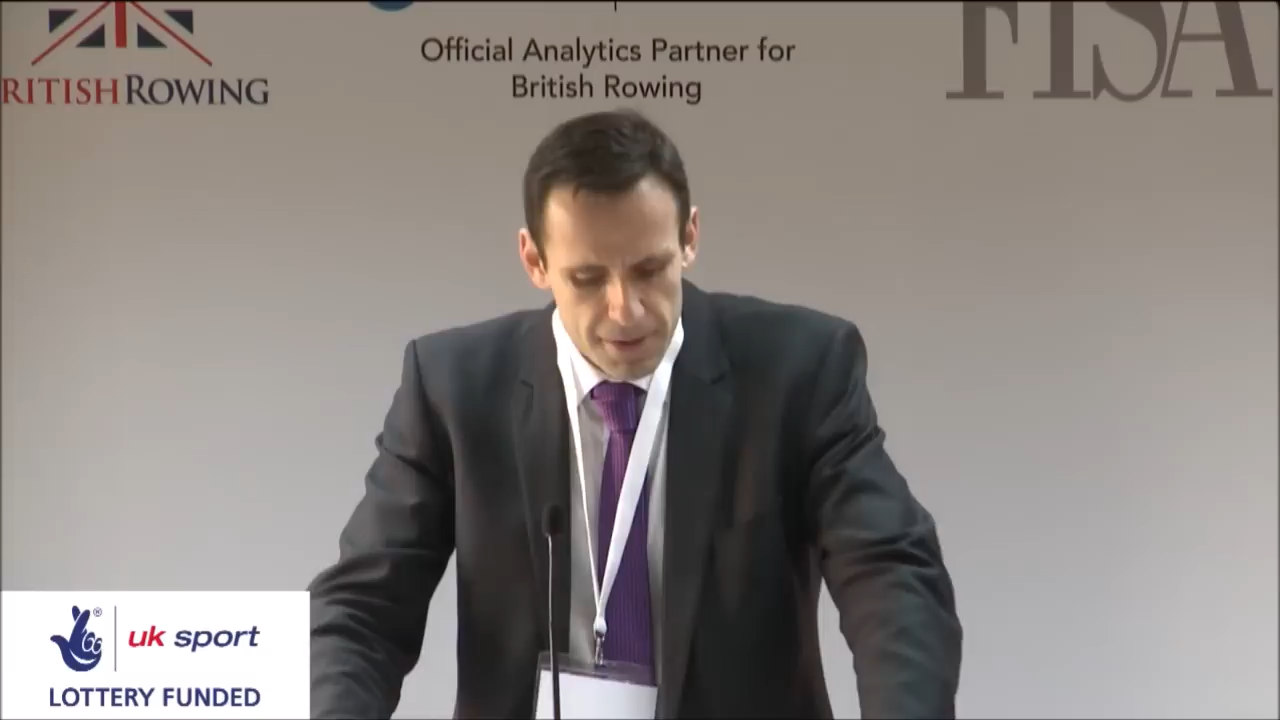 RITISH ROWING
Official Analytics Partner for
British Rowing
FISA
uk sport
LOTTERY FUNDED